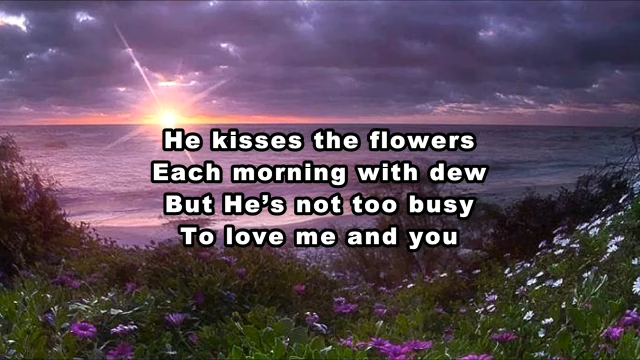 He kisses the flowers
Each morning with dew
But He’s not too busy
To love me and you